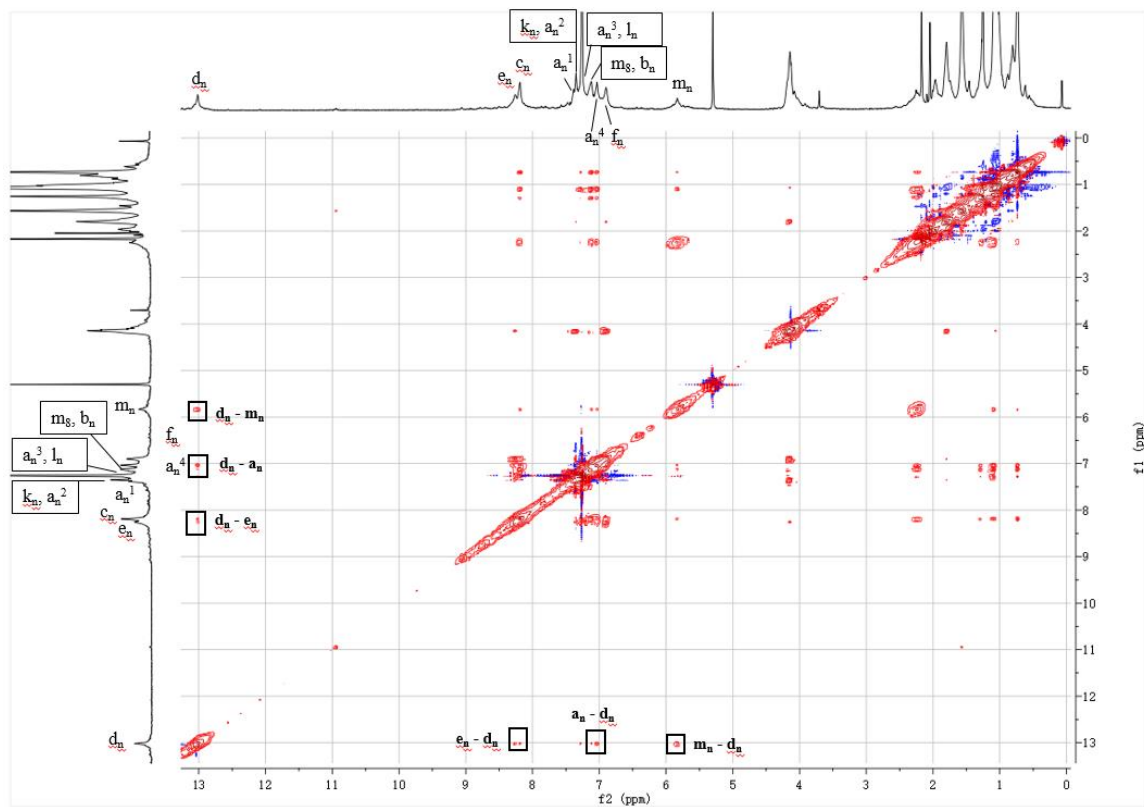 kₙ, aₙ²
aₙ³, lₙ
m₈, bₙ
dₙ
eₙ
cₙ
aₙ¹
mₙ
aₙ⁴ fₙ
0
1
2
3
4
5
6
7
8
9
10
11
12
13
f1 (ppm)
mₙ
m₈, bₙ
fₙ
aₙ³, lₙ
aₙ⁴
kₙ, aₙ²
aₙ¹
cₙ
eₙ
dₙ
dₙ - mₙ
dₙ - aₙ
dₙ - eₙ
aₙ - dₙ
eₙ - dₙ
mₙ - dₙ
13 12 11 10 9 8 7 6 5 4 3 2 1 0
f2 (ppm)